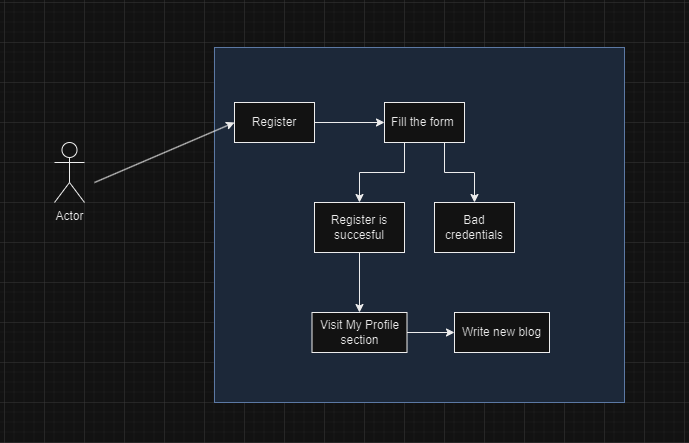 Register
Fill the form
Actor
Register is
succesful
Bad
credentials
Visit My Profile
section
Write new blog